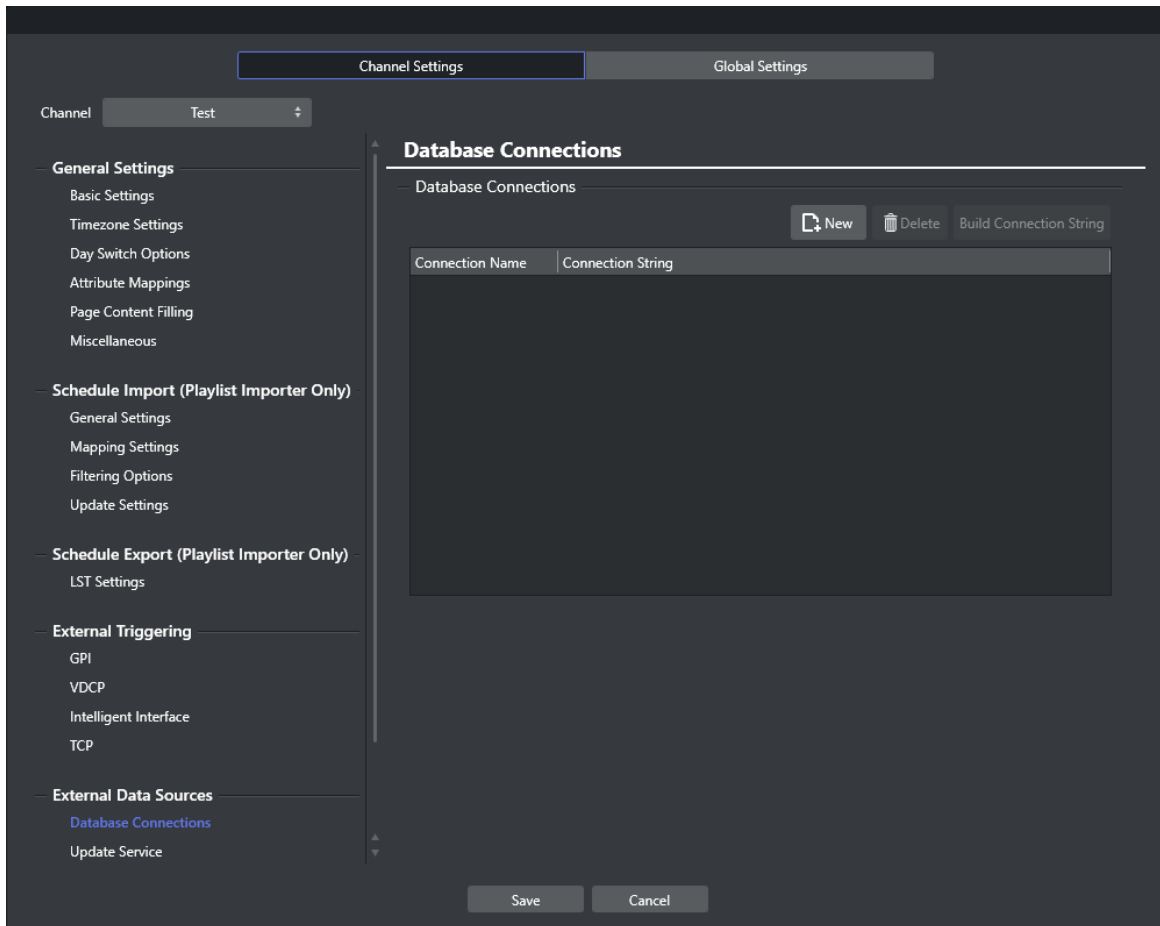 Channel Settings
Global Settings
Channel
Test
General Settings
Basic Settings
Timezone Settings
Day Switch Options
Attribute Mappings
Page Content Filling
Miscellaneous
Schedule Import (Playlist Importer Only)
General Settings
Mapping Settings
Filtering Options
Update Settings
Schedule Export (Playlist Importer Only)
LST Settings
External Triggering
GPI
VDCP
Intelligent Interface
TCP
External Data Sources
Database Connections
Update Service
Database Connections
Database Connections
New
Delete
Build Connection String
Connection Name
Connection String
Save
Cancel